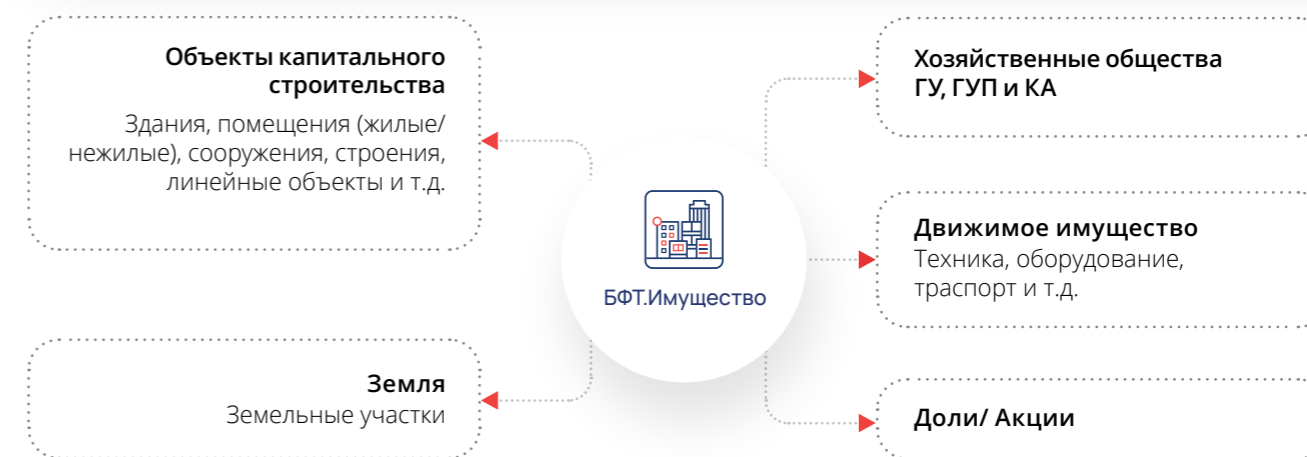 Объекты капитального
строительства
Здания, помещения (жилые/
нежилые), сооружения, строения,
линейные объекты и т.д.
Земля
Земельные участки
БФТ.Имущество
Хозяйственные общества
ГУ, ГУП и КА
Движимое имущество
Техника, оборудование,
траспорт и т.д.
Доли/ Акции